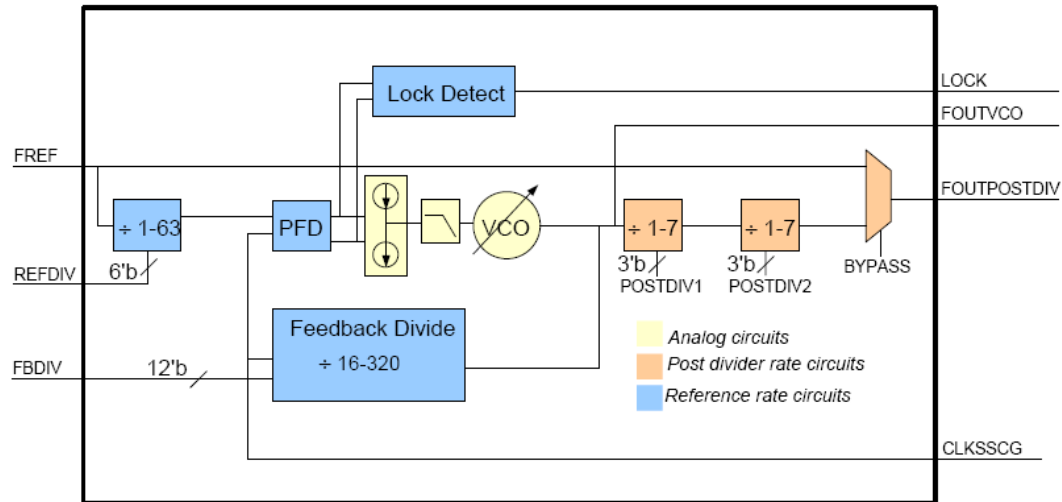 LOCK
Lock Detect
FOUTVCO
FREF
FOUTPOSTDIV
÷ 1-63
PFD
VCO
÷ 1-7
÷ 1-7
REFDIV
6'b
3'b
POSTDIV1
3'b
POSTDIV2
BYPASS
Feedback Divide
÷ 16-320
FBDIV
12'b
Analog circuits
Post divider rate circuits
Reference rate circuits
CLKSSCG